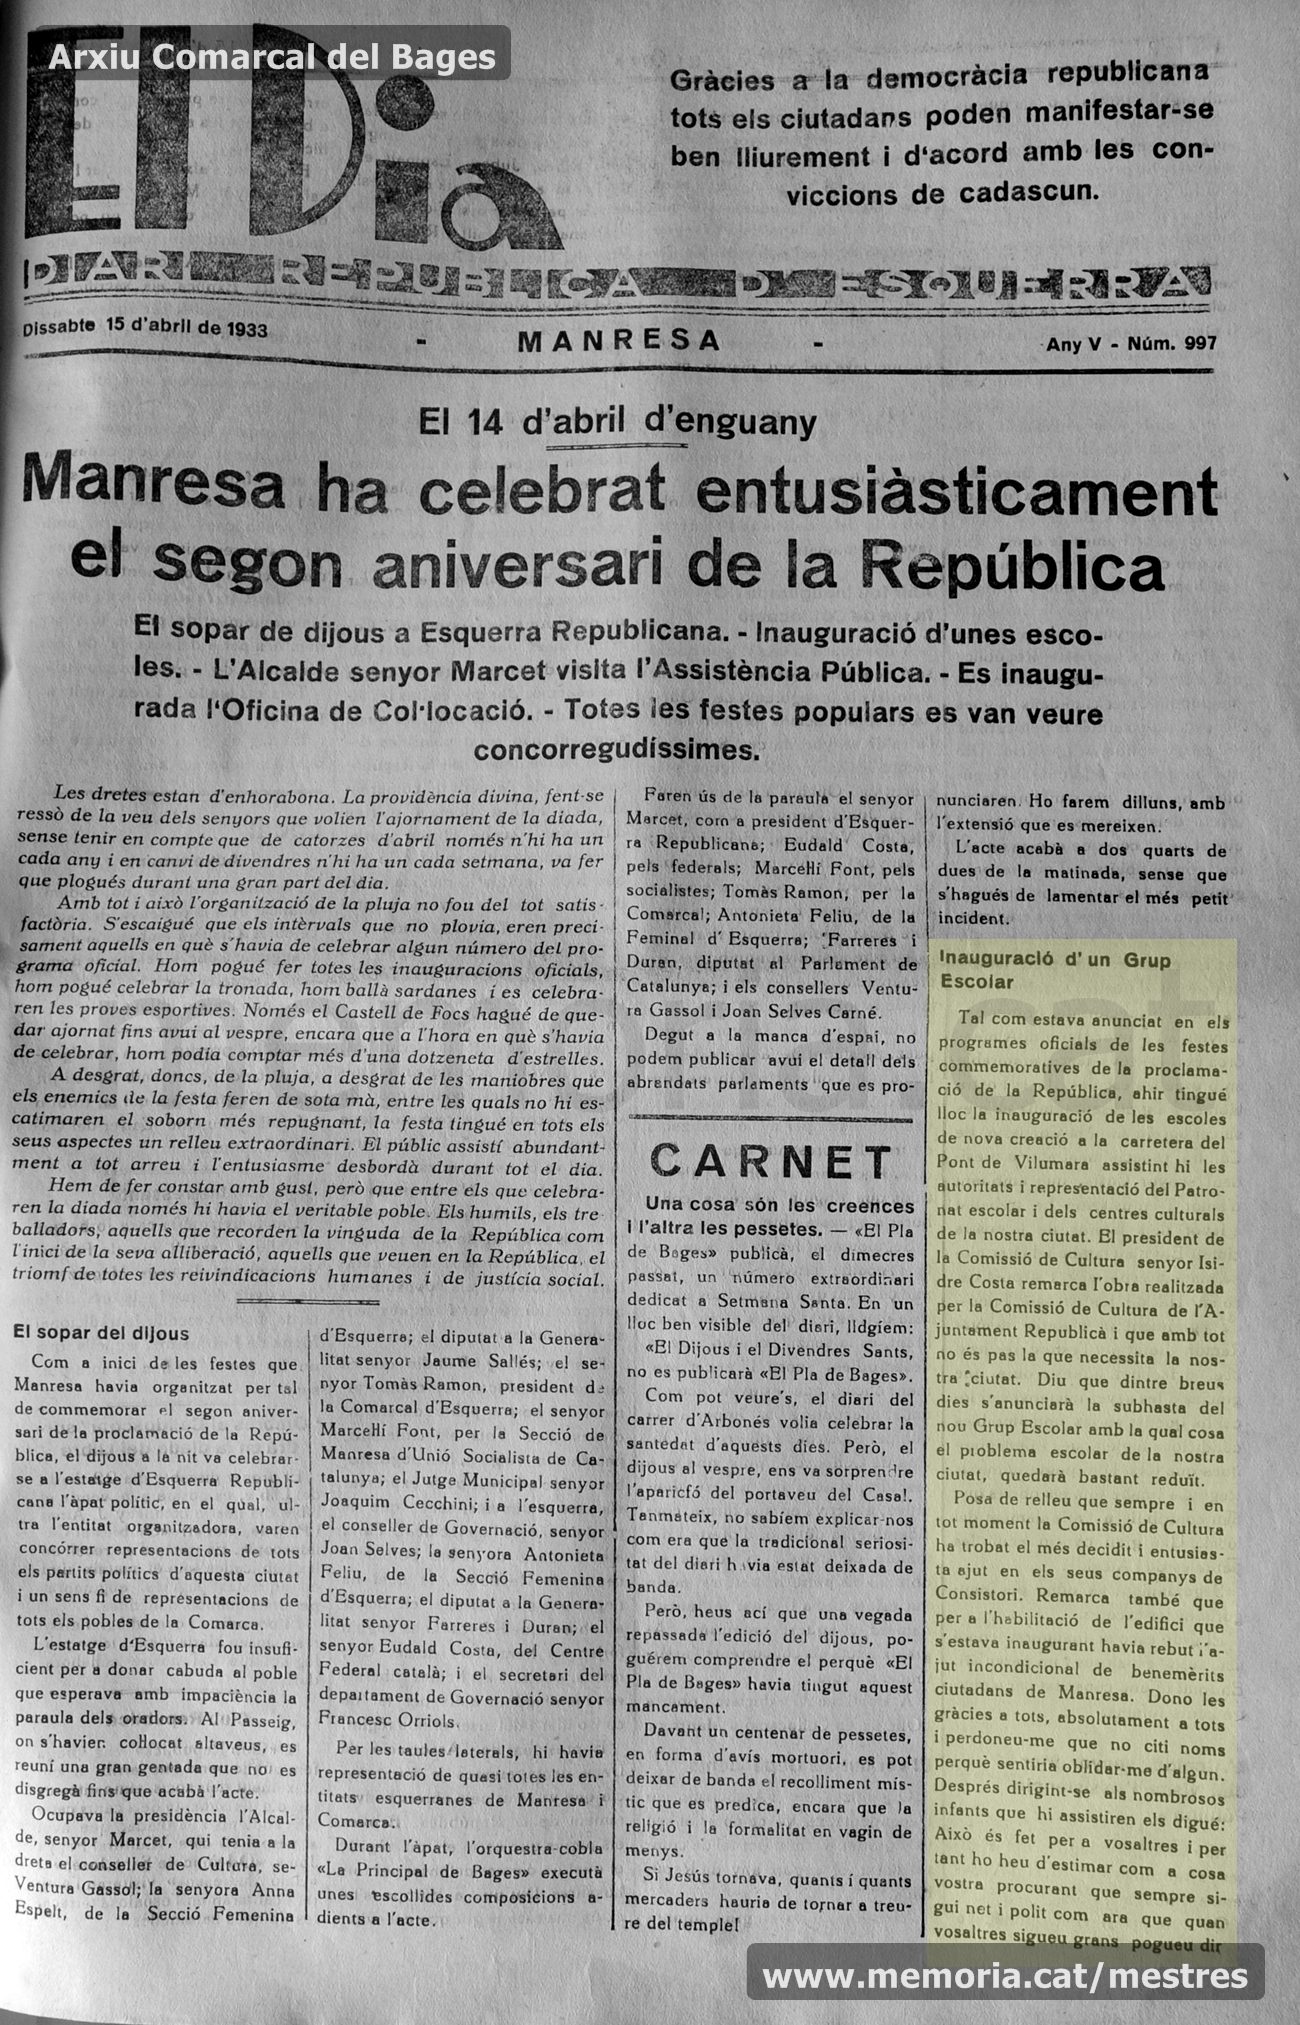 Arxiu Comarcal del Bages
El Dia
DIARI REPUBLICA D'ESQUERRA
Gràcies a la democràcia republicana
tots els ciutadans poden manifestar-se
ben lliurement i d'acord amb les con-
viccions de cadascun.
Dissabte 15 d'abril de 1933
- MANRESA -
Any V - Núm. 997
El 14 d'abril d'enguany
Manresa ha celebrat entusiàsticament
el segon aniversari de la República
El sopar de dijous a Esquerra Republicana. - Inauguració d'unes esco-
les. - L'Alcalde senyor Marcet visita l'Assistència Pública. - Es inaugu-
rada l'Oficina de Col·locació. - Totes les festes populars es van veure
concorregudíssimes.
Les dretes estan d'enhorabona. La providència divina, fent-se
ressò de la veu dels senyors que volien l'ajornament de la diada,
sense tenir en compte que de catorzes d'abril només n'hi ha un
cada any i en canvi de divendres n'hi ha un cada setmana, va fer
que plogués durant una gran part del dia.
Amb tot i això l'organització de la pluja no fou del tot satis-
factòria. S'escaigué que els intèrvals que no plovia, eren preci-
sament aquells en què s'havia de celebrar algun número del pro-
grama oficial. Hom pogué fer totes les inauguracions oficials,
hom pogué celebrar la tronada, hom ballà sardanes i es celebra-
ren les proves esportives. Només el Castell de Focs hagué de que-
dar ajornat fins avui al vespre, encara que a l'hora en què s'havia
de celebrar, hom podia comptar més d'una dotzeneta d'estrelles.
A desgrat, doncs, de la pluja, a desgrat de les maniobres que
els enemics de la festa feren de sota mà, entre les quals no hi es-
catimaren el soborn més repugnant, la festa tingué en tots els
seus aspectes un relleu extraordinari. El públic assistí abundant-
ment a tot arreu i l'entusiasme desbordà durant tot el dia.
Hem de fer constar amb gust, però que entre els que celebra-
ren la diada només hi havia el veritable poble. Els humils, els tre
balladors, aquells que recorden la vinguda de la República com
l'inici de la seva alliberació, aquells que veuen en la República, el
triomf de totes les reivindicacions humanes i de justícia social.
El sopar del dijous
Com a inici de les festes que
Manresa havia organitzat per tal
de commemorar el segon aniver-
sari de la proclamació de la Repú-
blica, el dijous a la nit va celebrar-
se a l'estatge d'Esquerra Republi-
cana l'àpat polític, en el qual, ul-
tra l'entitat organitzadora, varen
concórrer representacions de tots
els partits polítics d'aquesta ciutat
i un sens fi de representacions de
tots els pobles de la Comarca.
L'estatge d'Esquerra fou insufi-
cient per a donar cabuda al poble
que esperava amb impaciència la
paraula dels oradors. Al Passeig,
on s'havien col·locat altaveus, es
reuní una gran gentada que no es
disgregà fins que acabà l'acte.
Ocupava la presidència l'Alcal-
de, senyor Marcet, qui tenia a la
dreta el conseller de Cultura, se-
Ventura Gassol; la senyora Anna
Espelt, de la Secció Femenina
d'Esquerra; el diputat a la Genera-
litat senyor Jaume Sallés; el se-
nyor Tomàs Ramon, president de
la Comarcal d'Esquerra; el senyor
Marcel·lí Font, per la Secció de
Manresa d'Unió Socialista de Ca-
talunya; el Jutge Municipal senyor
Joaquim Cecchini; i a l'esquerra,
el conseller de Governació, senyor
Joan Selves; la senyora Antonieta
Feliu, de la Secció Femenina
d'Esquerra; el diputat a la Genera-
litat senyor Farreres i Duran; el
senyor Eudald Costa, del Centre
Federal català; i el secretari del
departament de Governació senyor
Francesc Orriols.
Per les taules laterals, hi havia
representació de quasi totes les en-
titats esquerranes de Manresa i
Comarca.
Durant l'àpat, l'orquestra-cobla
«La Principal de Bages» executà
unes escollides composicions a-
dients a l'acte.
Faren ús de la paraula el senyor
Marcet, com a president d'Esquer-
ra Republicana; Eudald Costa,
pels federals; Marcel·lí Font, pels
socialistes; Tomàs Ramon, per la
Comarcal; Antonieta Feliu, de la
Feminal d'Esquerra; Farreres i
Duran, diputat al Parlament de
Catalunya; i els consellers Ventu-
ra Gassol i Joan Selves Carné.
Degut a la manca d'espai, no
podem publicar avui el detall dels
abrendats parlaments que es pro-
nunciaren. Ho farem dilluns, amb
l'extensió que es mereixen.
L'acte acabà a dos quarts de
dues de la matinada, sense que
s'hagués de lamentar el més petit
incident.
CARNET
Una cosa són les creences
i l'altra les pessetes. — «El Pla
de Bages» publicà, el dimecres
passat, un número extraordinari
dedicat a Setmana Santa. En un
lloc ben visible del diari, lldgíem:
«El Dijous i el Divendres Sants,
no es publicarà «El Pla de Bages».
Com pot veure's, el diari del
carrer d'Arbonés volia celebrar la
santedat d'aquests dies. Però, el
dijous al vespre, ens va sorprendre
l'aparicfó del portaveu del Casal.
Tanmateix, no sabíem explicar-nos
com era que la tradicional seriosi-
tat del diari havia estat deixada de
banda.
Però, heus ací que una vegada
repassada l'edició del dijous, po-
guérem comprendre el perquè «El
Pla de Bages» havia tingut aquest
mancament.
Davant un centenar de pessetes,
en forma d'avís mortuori, es pot
deixar de banda el recolliment mís-
tic que es predica, encara que la
religió i la formalitat en vagin de
menys.
Si Jesús tornava, quants i quants
mercaders hauria de tornar a treu-
re del temple!
Inauguració d'un Grup
Escolar
Tal com estava anunciat en els
programes oficials de les festes
commemoratives de la proclama-
ció de la República, ahir tingué
lloc la inauguració de les escoles
de nova creació a la carretera del
Pont de Vilumara assistint hi les
autoritats i representació del Patro-
nat escolar i dels centres culturals
de la nostra ciutat. El president de
la Comissió de Cultura senyor Isi-
dre Costa remarca l'obra realitzada
per la Comissió de Cultura de l'A-
juntament Republicà i que amb tot
no és pas la que necessita la nos-
tra ciutat. Diu que dintre breus
dies s'anunciarà la subhasta del
nou Grup Escolar amb la qual cosa
el problema escolar de la nostra
ciutat, quedarà bastant reduït.
Posa de relleu que sempre i en
tot moment la Comissió de Cultura
ha trobat el més decidit i entusias-
ta ajut en els seus companys de
Consistori. Remarca també que
per a l'habilitació de l'edifici que
s'estava inaugurant havia rebut l'a-
jut incondicional de benemèrits
ciutadans de Manresa. Dono les
gràcies a tots, absolutament a tots
i perdoneu-me que no citi noms
perquè sentiria oblidar-me d'algun.
Després dirigint-se als nombrosos
infants que hi assistiren els digué:
Això és fet per a vosaltres i per
tant ho heu d'estimar com a cosa
vostra procurant que sempre si-
gui net i polit com ara que quan
vosaltres sigueu grans pogueu dir
www.memoria.cat/mestres